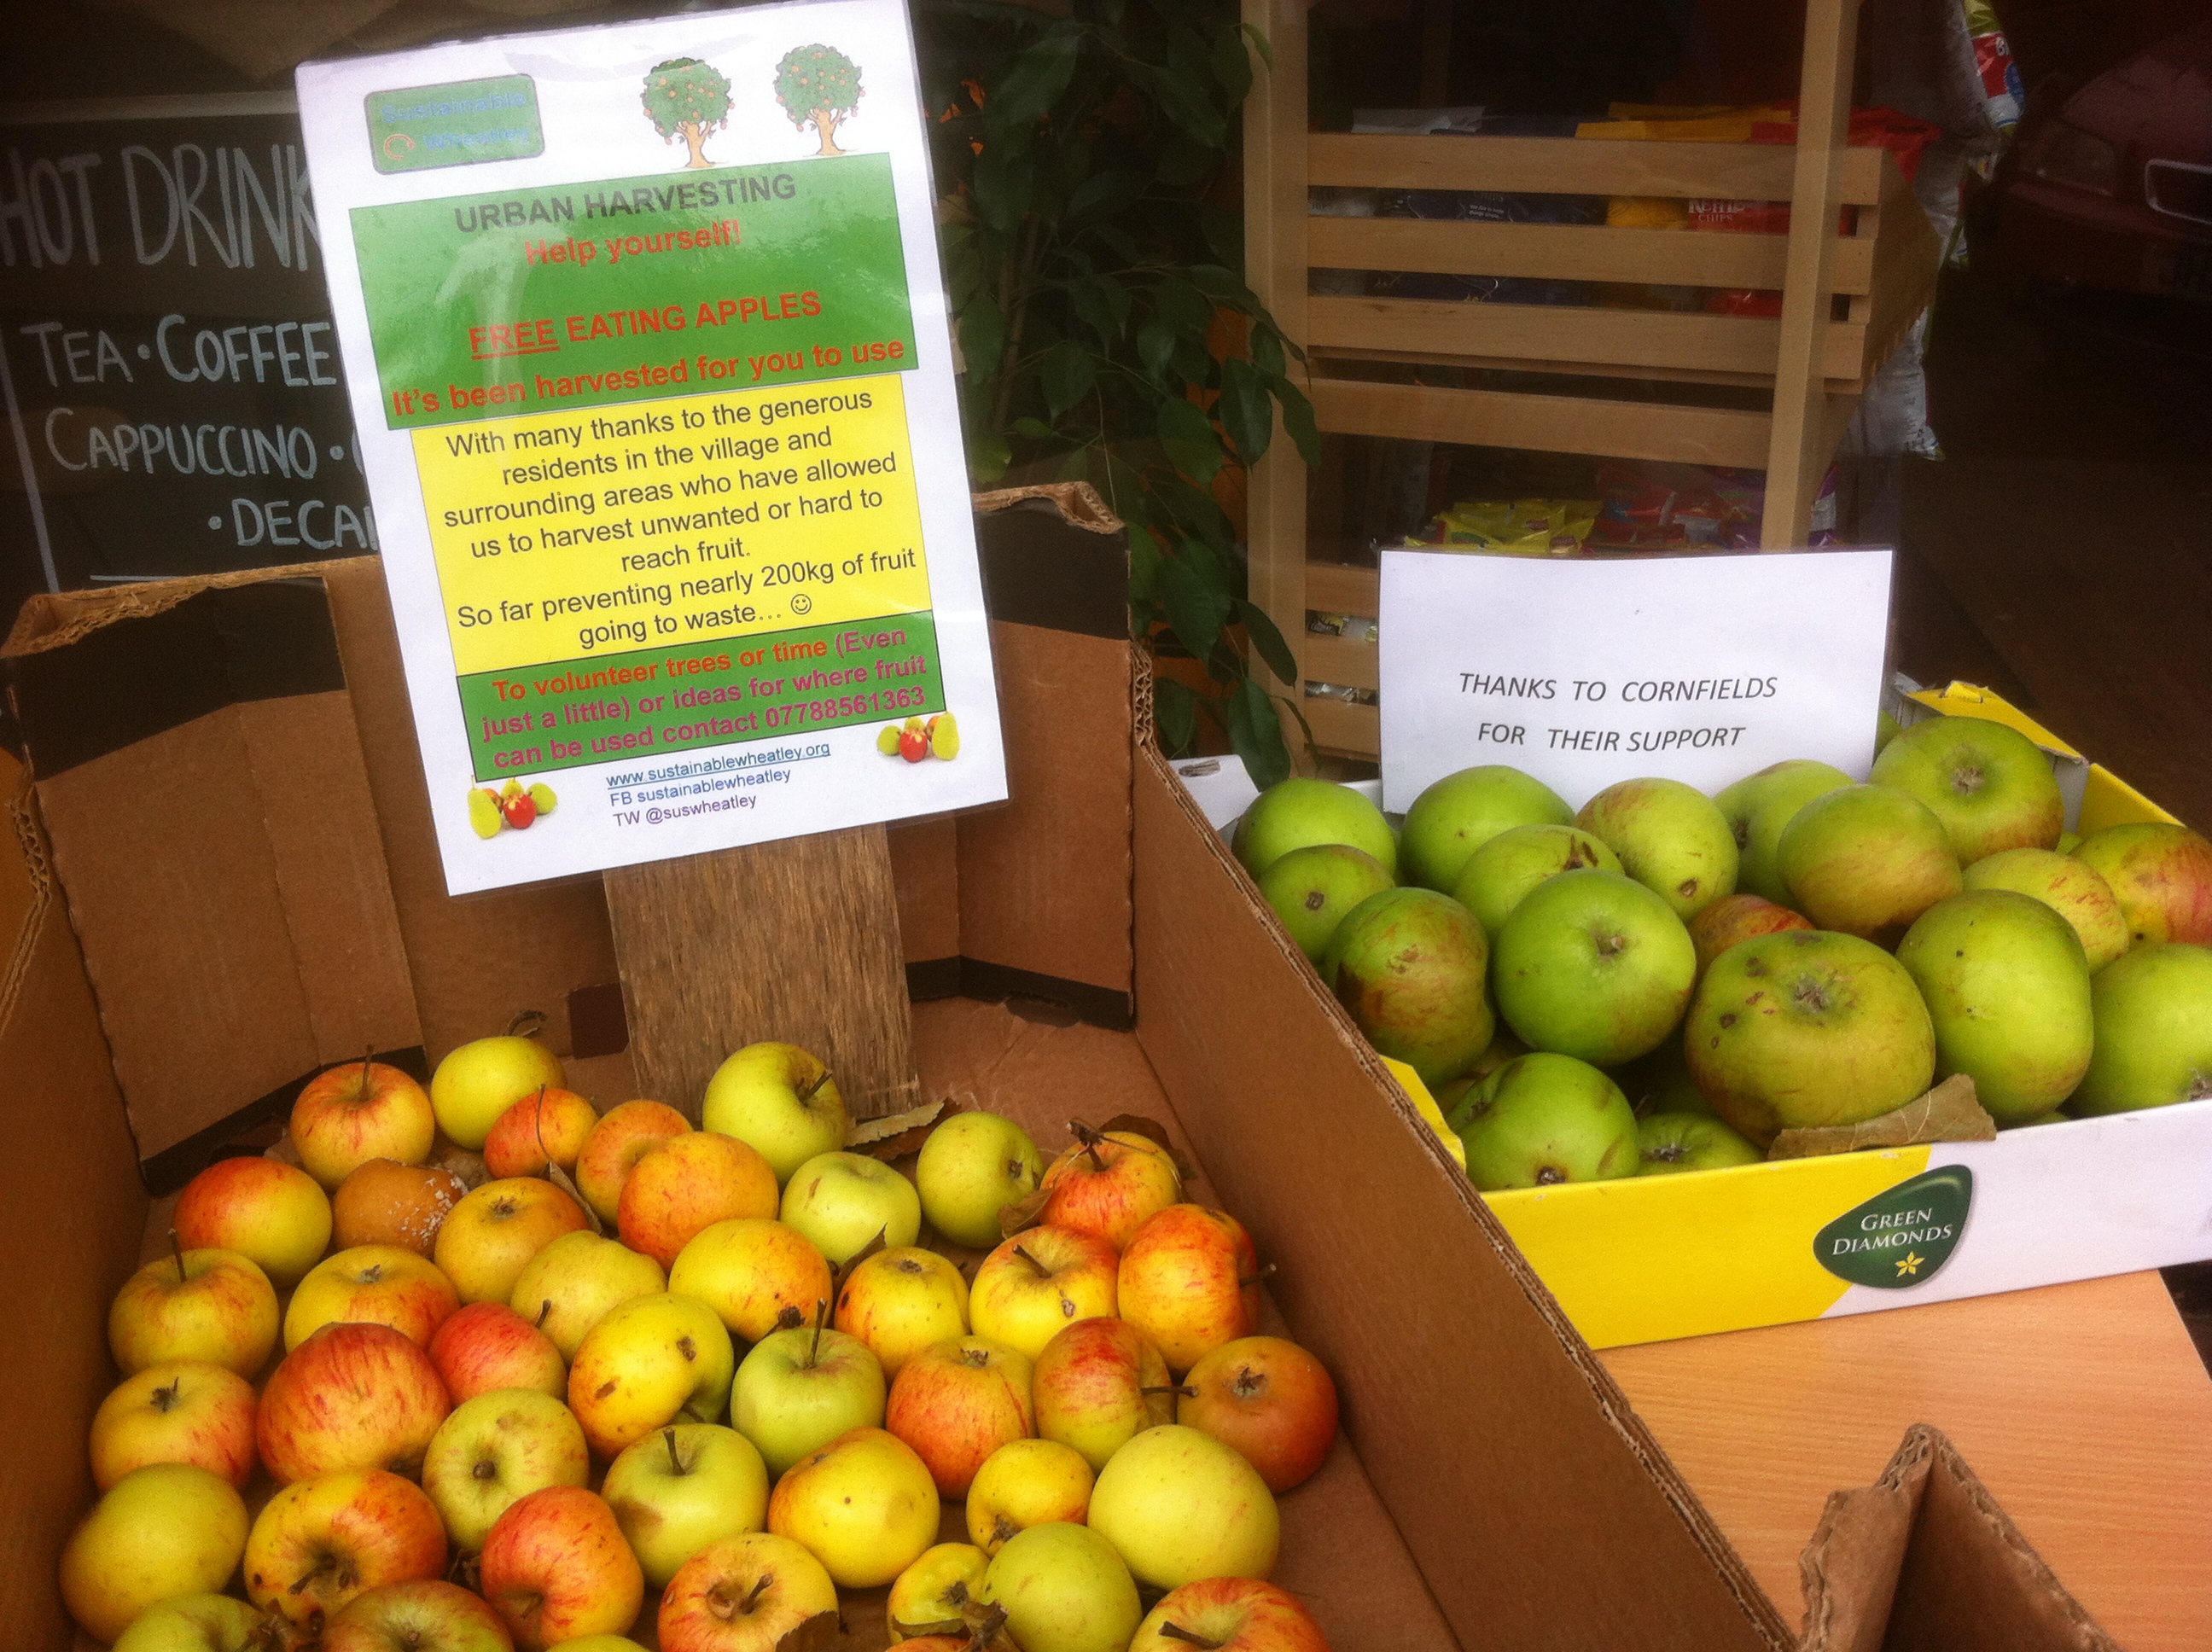 HOT DRINK
TEA · COFFEE
CAPPUCCINO ·
· DECA
Sustainable
Wheatley
URBAN HARVESTING
Help yourself!
FREE EATING APPLES
It's been harvested for you to use
With many thanks to the generous
residents in the village and
surrounding areas who have allowed
us to harvest unwanted or hard to
reach fruit.
So far preventing nearly 200kg of fruit
going to waste... ☺
To volunteer trees or time (Even
just a little) or ideas for where fruit
can be used contact 07788561363
www.sustainablewheatley.org
FB sustainablewheatley
TW @suswheatley
CHIPS
THANKS TO CORNFIELDS
FOR THEIR SUPPORT
GREEN
DIAMONDS